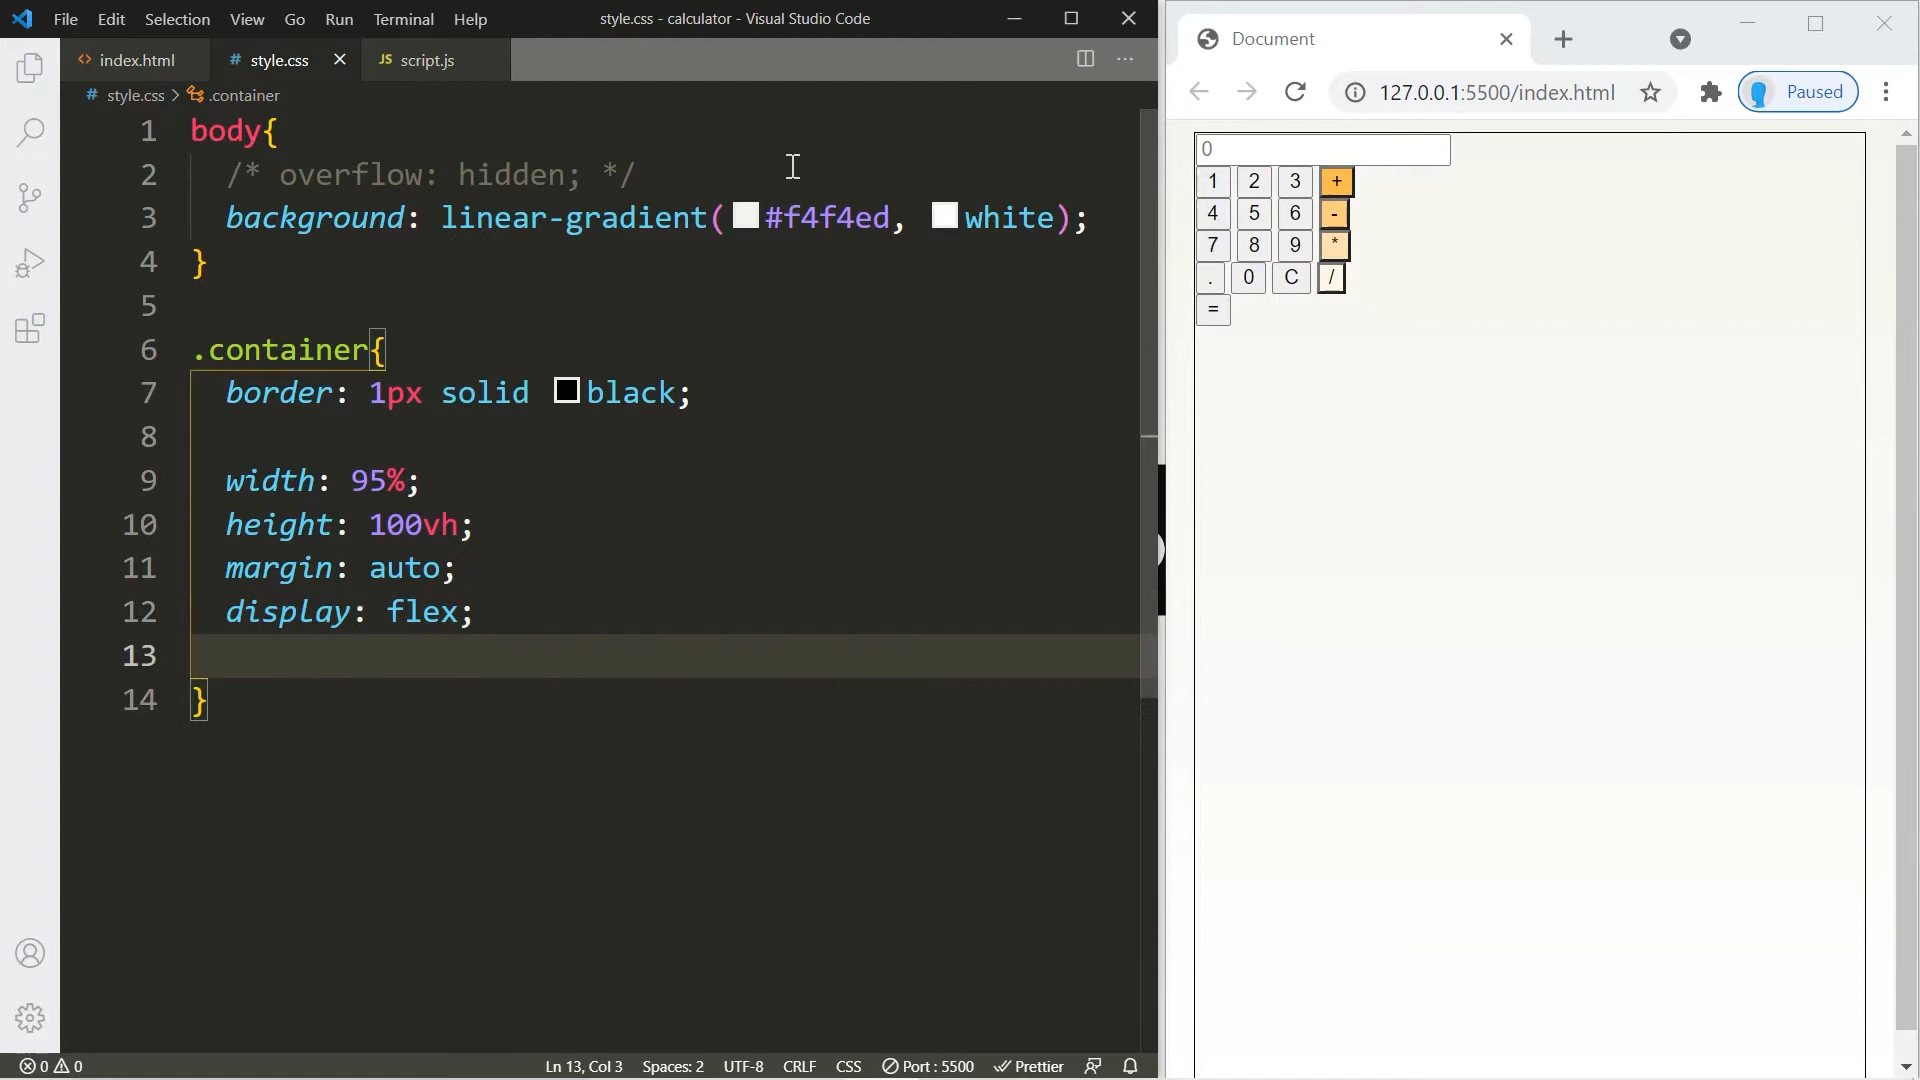 File Edit Selection View Go Run Terminal Help style.css - calculator - Visual Studio Code
index.html # style.css JS script.js
# style.css .container
1 body{
2 /* overflow: hidden; */
3 background: linear-gradient(#f4f4ed, white);
4 }
5
6 .container{
7 border: 1px solid black;
8
9 width: 95%;
10 height: 100vh;
11 margin: auto;
12 display: flex;
13
14 }
0 0 Ln 13, Col 3 Spaces: 2 UTF-8 CRLF CSS Port : 5500 Prettier
Document
127.0.0.1:5500/index.html Paused
0
1 2 3 +
4 5 6 -
7 8 9 *
. 0 C /
=